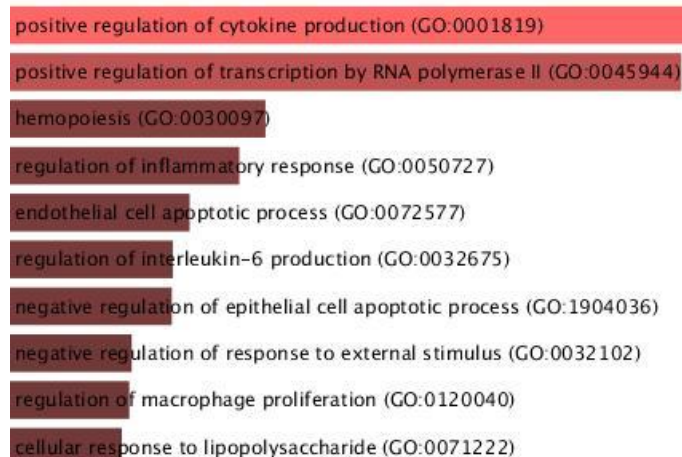 positive regulation of cytokine production (GO:0001819)
positive regulation of transcription by RNA polymerase II (GO:0045944)
hemopoiesis (GO:0030097)
regulation of inflammatory response (GO:0050727)
endothelial cell apoptotic process (GO:0072577)
regulation of interleukin-6 production (GO:0032675)
negative regulation of epithelial cell apoptotic process (GO:1904036)
negative regulation of response to external stimulus (GO:0032102)
regulation of macrophage proliferation (GO:0120040)
cellular response to lipopolysaccharide (GO:0071222)